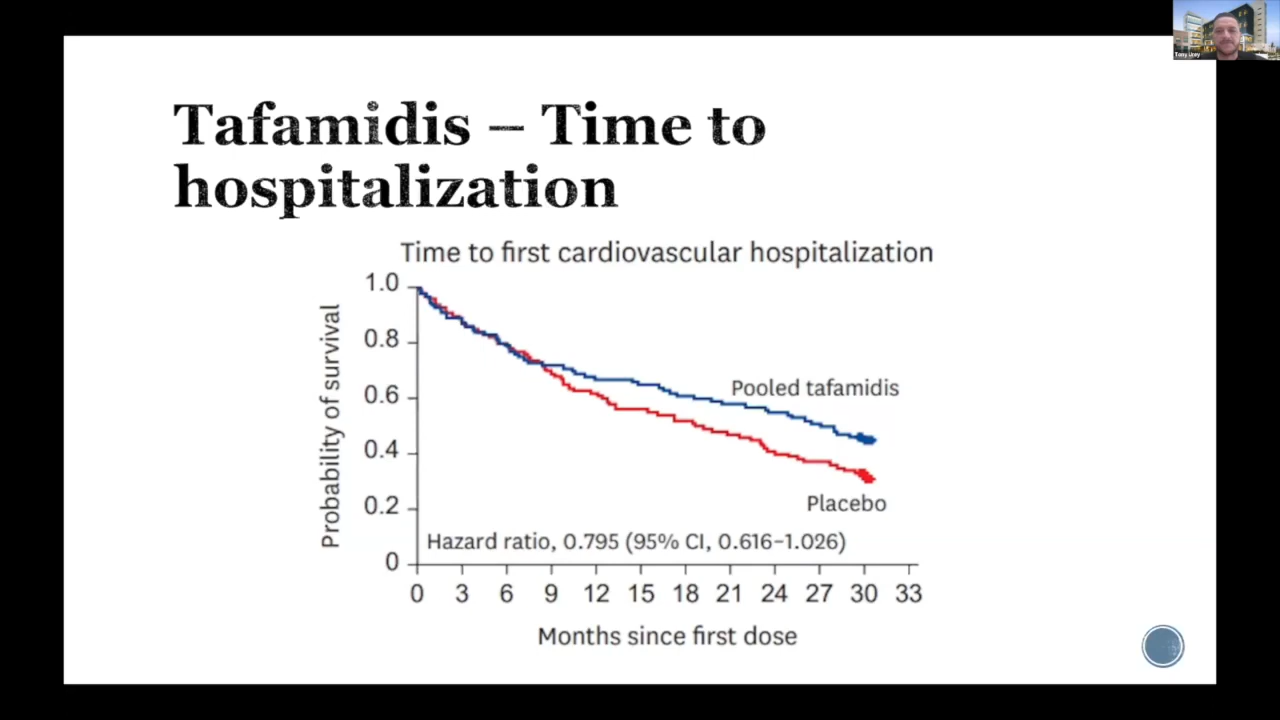 Tafamidis – Time to
hospitalization
Time to first cardiovascular hospitalization
Probability of survival
1.0
0.8
0.6
0.4
0.2
0
Pooled tafamidis
Placebo
Hazard ratio, 0.795 (95% CI, 0.616–1.026)
0 3 6 9 12 15 18 21 24 27 30 33
Months since first dose